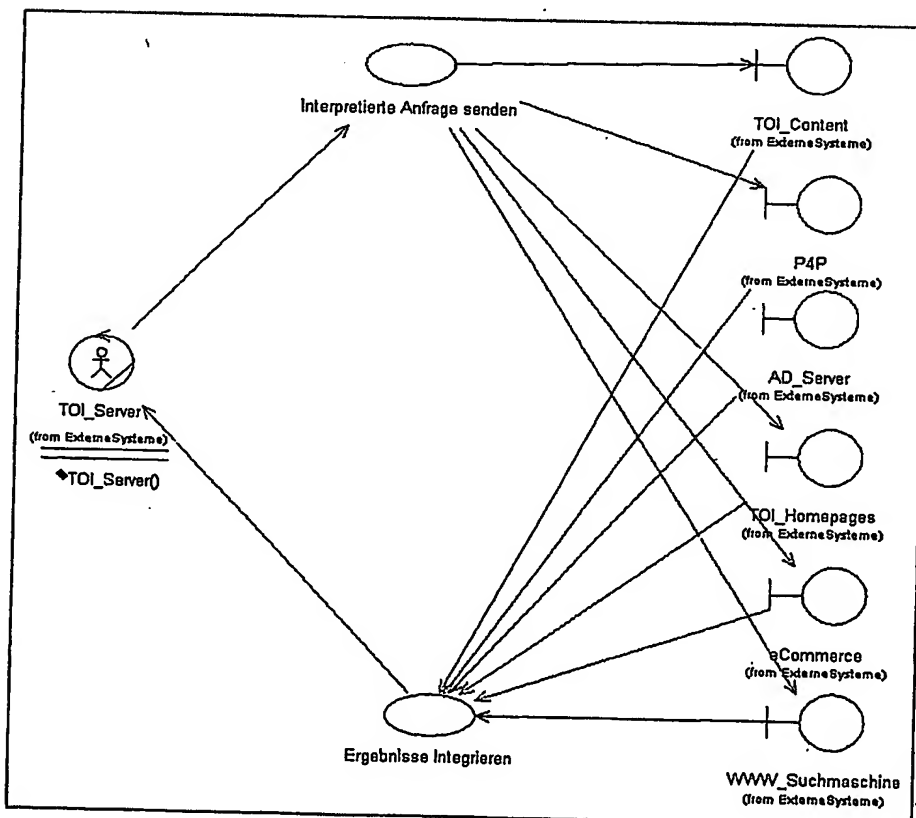 Interpretierte Anfrage senden
TOI_Content
(from ExterneSysteme)
P4P
(from ExterneSysteme)
AD_Server
(from ExterneSysteme)
TOI_Server
(from ExterneSysteme)
TOI_Server()
TOI_Homepages
(from ExterneSysteme)
eCommerce
(from ExterneSysteme)
Ergebnisse Integrieren
WWW_Suchmaschine
(from ExterneSysteme)